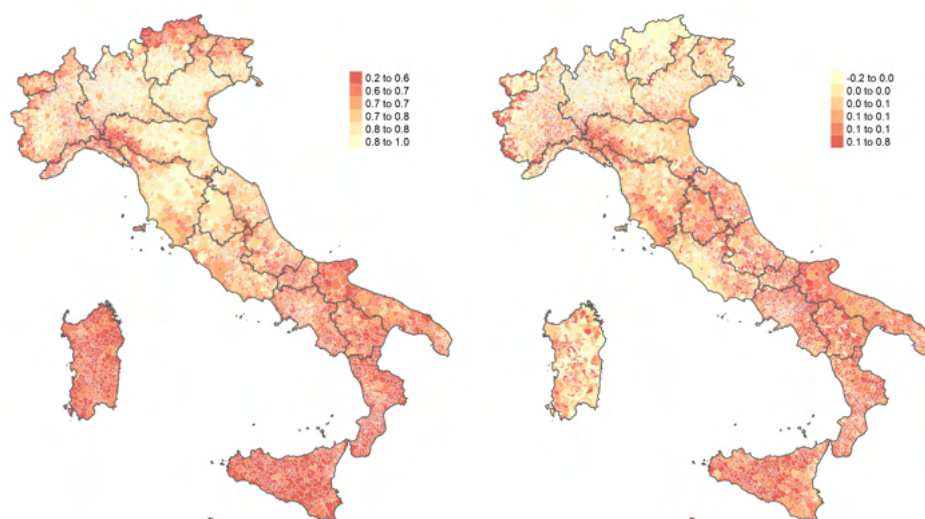 0.2 to 0.6
0.6 to 0.7
0.7 to 0.7
0.7 to 0.8
0.8 to 0.8
0.8 to 1.0
-0.2 to 0.0
0.0 to 0.0
0.0 to 0.1
0.1 to 0.1
0.1 to 0.1
0.1 to 0.8